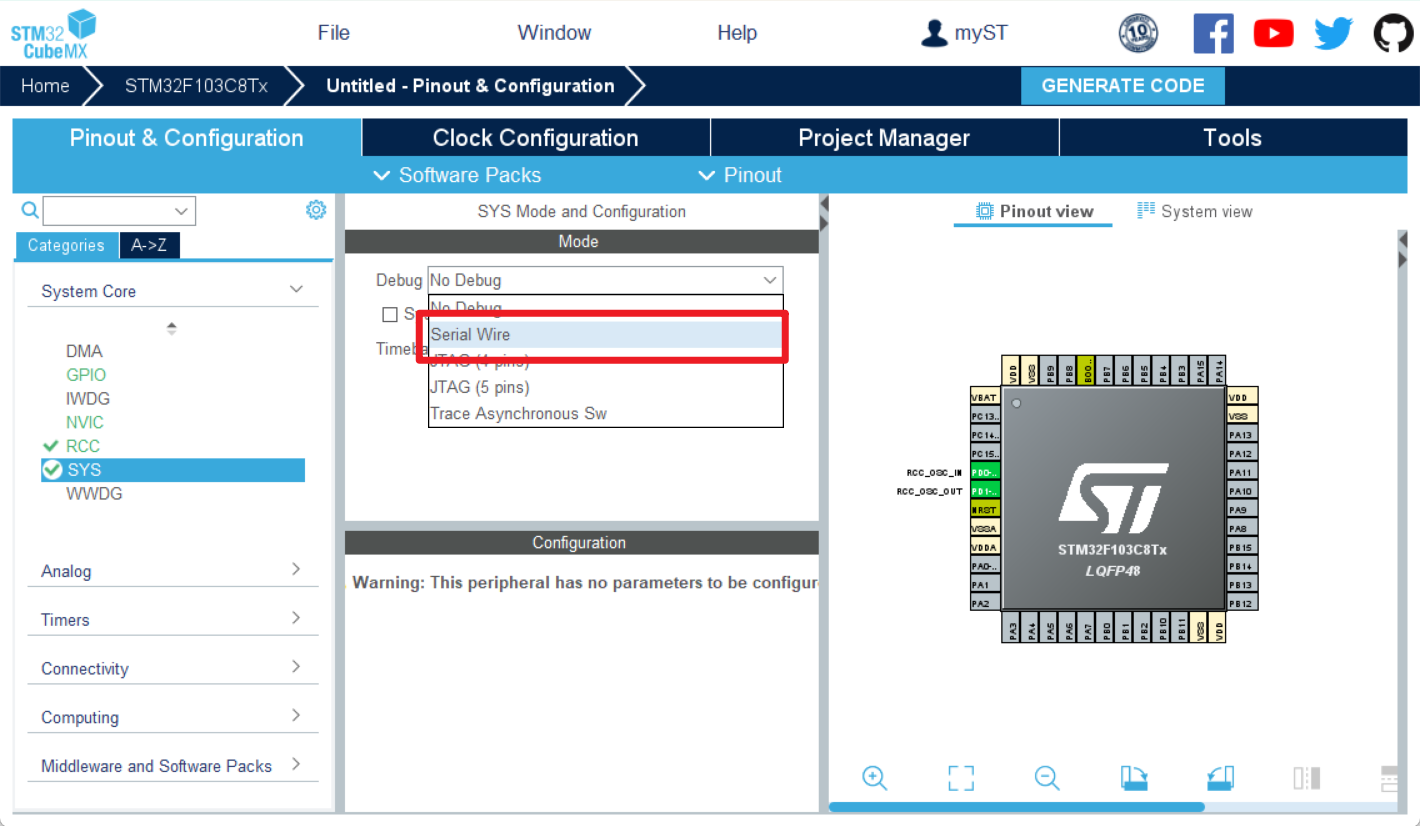 STM32
CubeMX
File
Window
Help
myST
10
Home
STM32F103C8Tx
Untitled - Pinout & Configuration
GENERATE CODE
Pinout & Configuration
Clock Configuration
Project Manager
Tools
Software Packs
Pinout
Categories
A->Z
System Core
DMA
GPIO
IWDG
NVIC
RCC
SYS
WWDG
Analog
Timers
Connectivity
Computing
Middleware and Software Packs
SYS Mode and Configuration
Mode
Debug No Debug
No Debug
Serial Wire
JTAG (4 pins)
JTAG (5 pins)
Trace Asynchronous Sw
Configuration
Warning: This peripheral has no parameters to be configur
Pinout view
System view
VDD
VSS
PB9
PB8
BOO..
PB7
PB6
PB5
PB4
PB3
PA15
PA14
VBAT
PC13..
PC14..
PC15..
RCC_OSC_IN PD0-..
RCC_OSC_OUT PD1-..
NRST
VSSA
VDDA
PA0-..
PA1
PA2
STM32F103C8Tx
LQFP48
VDD
VSS
PA13
PA12
PA11
PA10
PA9
PA8
PB15
PB14
PB13
PB12
PA3
PA4
PA5
PA6
PA7
PB0
PB1
PB2
PB10
PB11
VSS
VDD